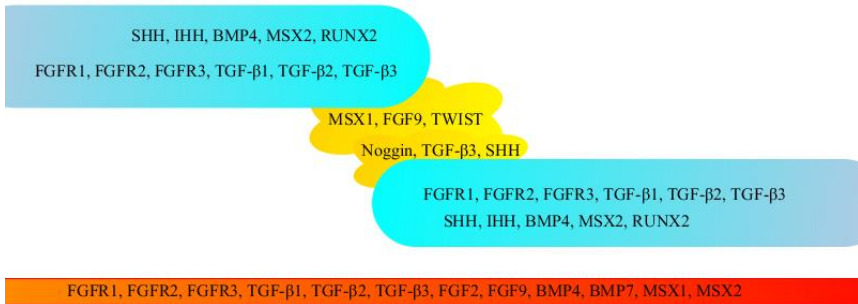 SHH, IHH, BMP4, MSX2, RUNX2
FGFR1, FGFR2, FGFR3, TGF-β1, TGF-β2, TGF-β3
MSX1, FGF9, TWIST
Noggin, TGF-β3, SHH
FGFR1, FGFR2, FGFR3, TGF-β1, TGF-β2, TGF-β3
SHH, IHH, BMP4, MSX2, RUNX2
FGFR1, FGFR2, FGFR3, TGF-β1, TGF-β2, TGF-β3, FGF2, FGF9, BMP4, BMP7, MSX1, MSX2